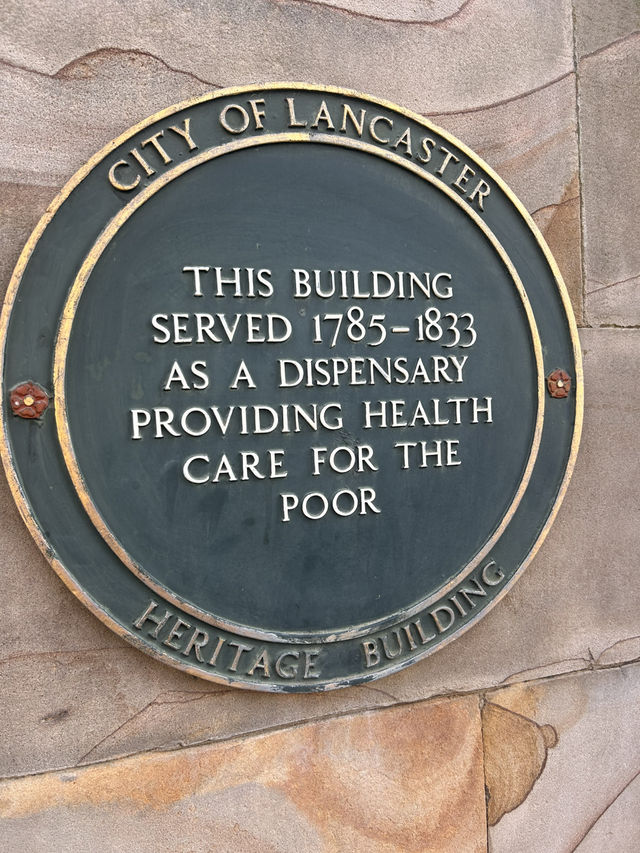 CITY OF LANCASTER
THIS BUILDING
SERVED 1785–1833
AS A DISPENSARY
PROVIDING HEALTH
CARE FOR THE
POOR
HERITAGE BUILDING